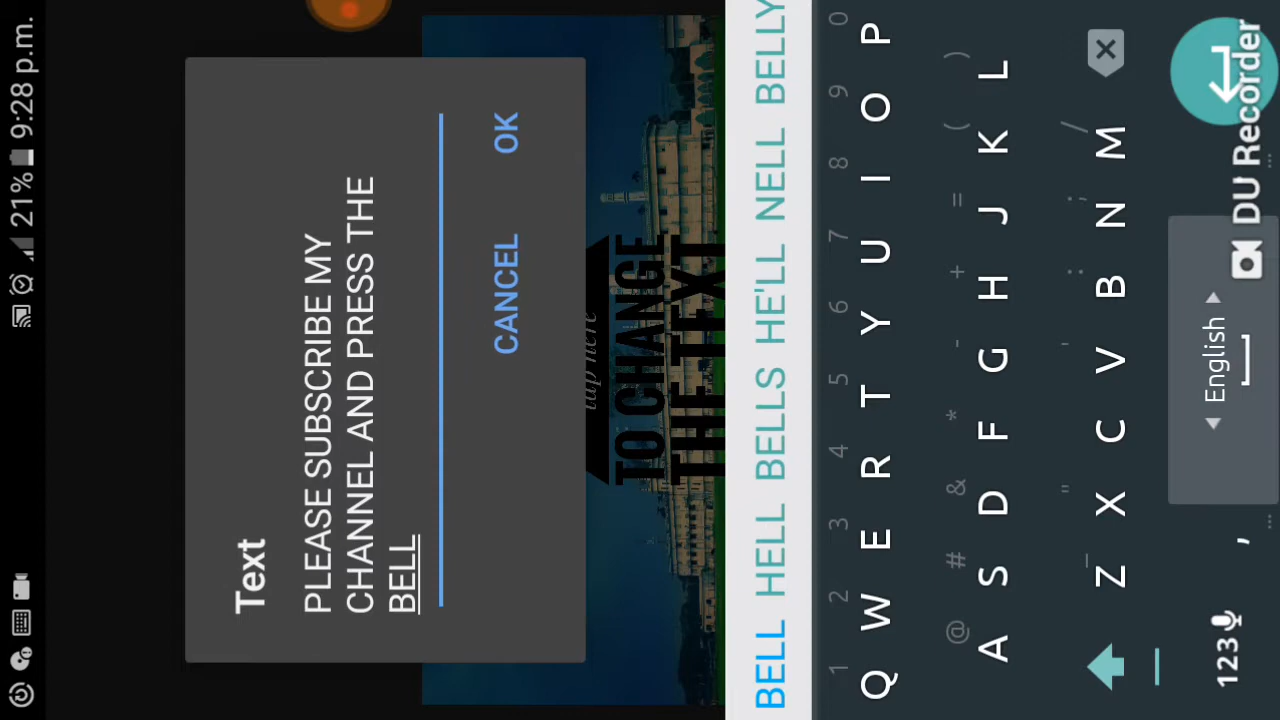 21% 9:28 p.m.
Text
PLEASE SUBSCRIBE MY
CHANNEL AND PRESS THE
BELL
CANCEL OK
tap here
TO CHANGE
THE TEXT
BELL HELL BELLS HE'LL NELL BELLY
1 2 3 4 5 6 7 8 9 0
Q W E R T Y U I O P
@ # & * - + = ( )
A S D F G H J K L
_ " ' : ; /
Z X C V B N M
123 , English
DU Recorder